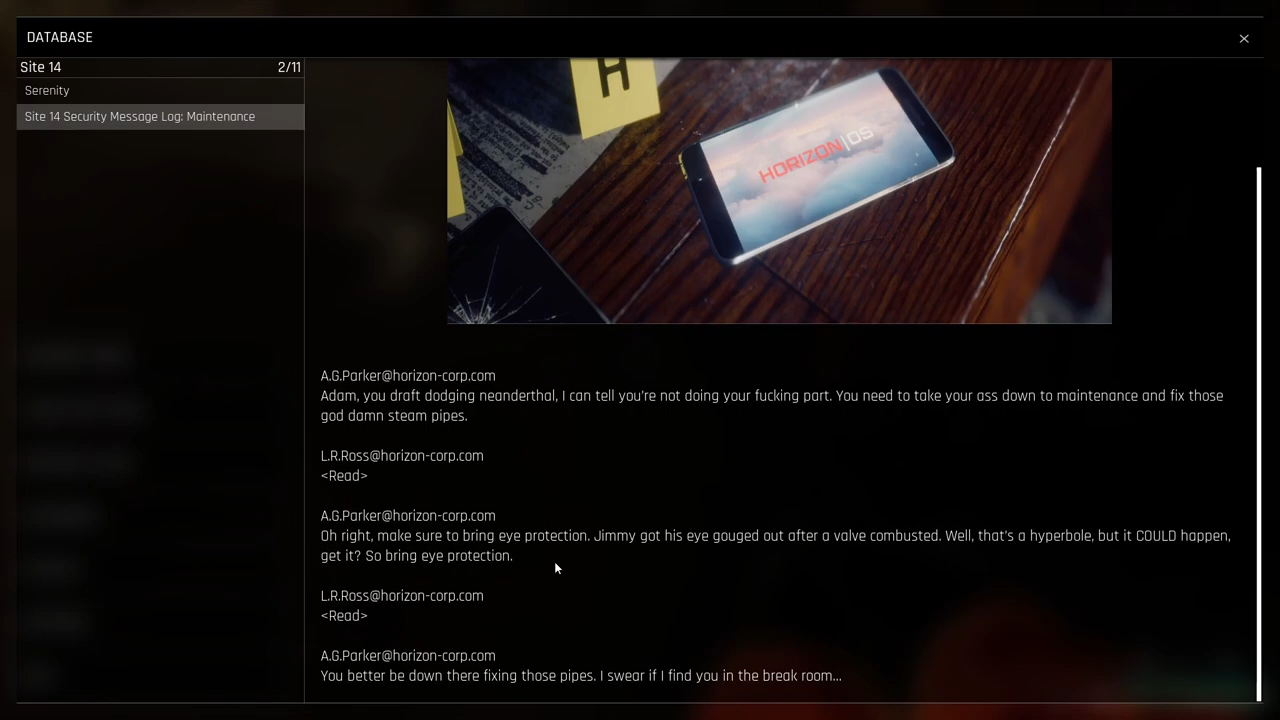 DATABASE
Site 14 2/11
Serenity
Site 14 Security Message Log: Maintenance
H
HORIZON|OS
A.G.Parker@horizon-corp.com
Adam, you draft dodging neanderthal, I can tell you're not doing your fucking part. You need to take your ass down to maintenance and fix those
god damn steam pipes.
L.R.Ross@horizon-corp.com
<Read>
A.G.Parker@horizon-corp.com
Oh right, make sure to bring eye protection. Jimmy got his eye gouged out after a valve combusted. Well, that's a hyperbole, but it COULD happen,
get it? So bring eye protection.
L.R.Ross@horizon-corp.com
<Read>
A.G.Parker@horizon-corp.com
You better be down there fixing those pipes. I swear if I find you in the break room...